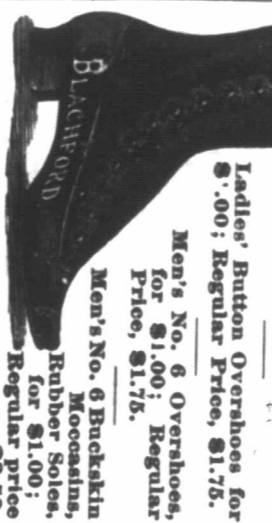 BLACHFORD
Ladies' Button Overshoes for
$'.00; Regular Price, $1.75.
Men's No. 6 Overshoes,
for $1.00; Regular
Price, $1.75.
Men's No. 6 Buckskin
Moccasins,
Rubber Soles,
for $1.00;
Regular price